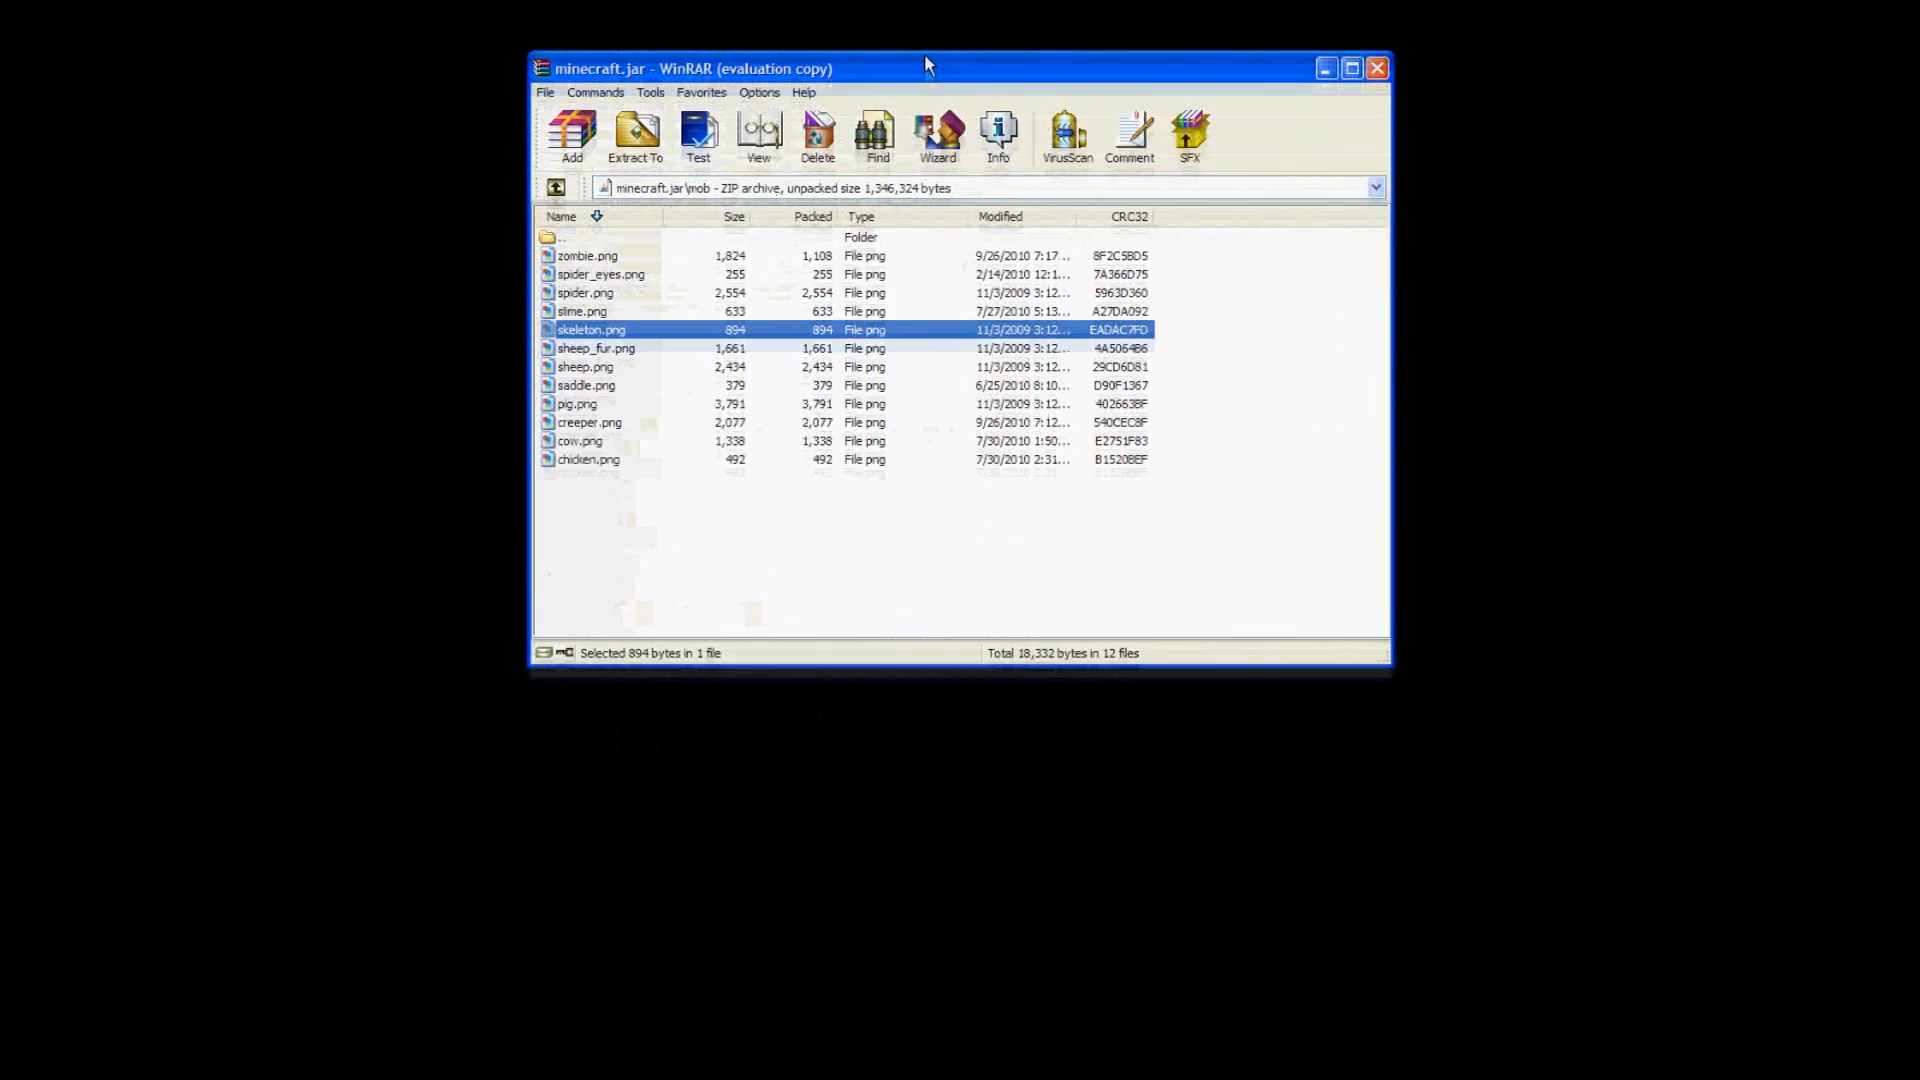 minecraft.jar - WinRAR (evaluation copy)
File Commands Tools Favorites Options Help
Add Extract To Test View Delete Find Wizard Info VirusScan Comment SFX
minecraft.jar\mob - ZIP archive, unpacked size 1,346,324 bytes
Name Size Packed Type Modified CRC32
.. Folder
zombie.png 1,824 1,108 File png 9/26/2010 7:17... 8F2C5BD5
spider_eyes.png 255 255 File png 2/14/2010 12:1... 7A366D75
spider.png 2,554 2,554 File png 11/3/2009 3:12... 5963D360
slime.png 633 633 File png 7/27/2010 5:13... A27DA092
skeleton.png 894 894 File png 11/3/2009 3:12... EADAC7FD
sheep_fur.png 1,661 1,661 File png 11/3/2009 3:12... 4A5064B6
sheep.png 2,434 2,434 File png 11/3/2009 3:12... 29CD6D81
saddle.png 379 379 File png 6/25/2010 8:10... D90F1367
pig.png 3,791 3,791 File png 11/3/2009 3:12... 402663BF
creeper.png 2,077 2,077 File png 9/26/2010 7:12... 540CEC8F
cow.png 1,338 1,338 File png 7/30/2010 1:50... E2751F83
chicken.png 492 492 File png 7/30/2010 2:31... B1520BEF
Selected 894 bytes in 1 file Total 18,332 bytes in 12 files